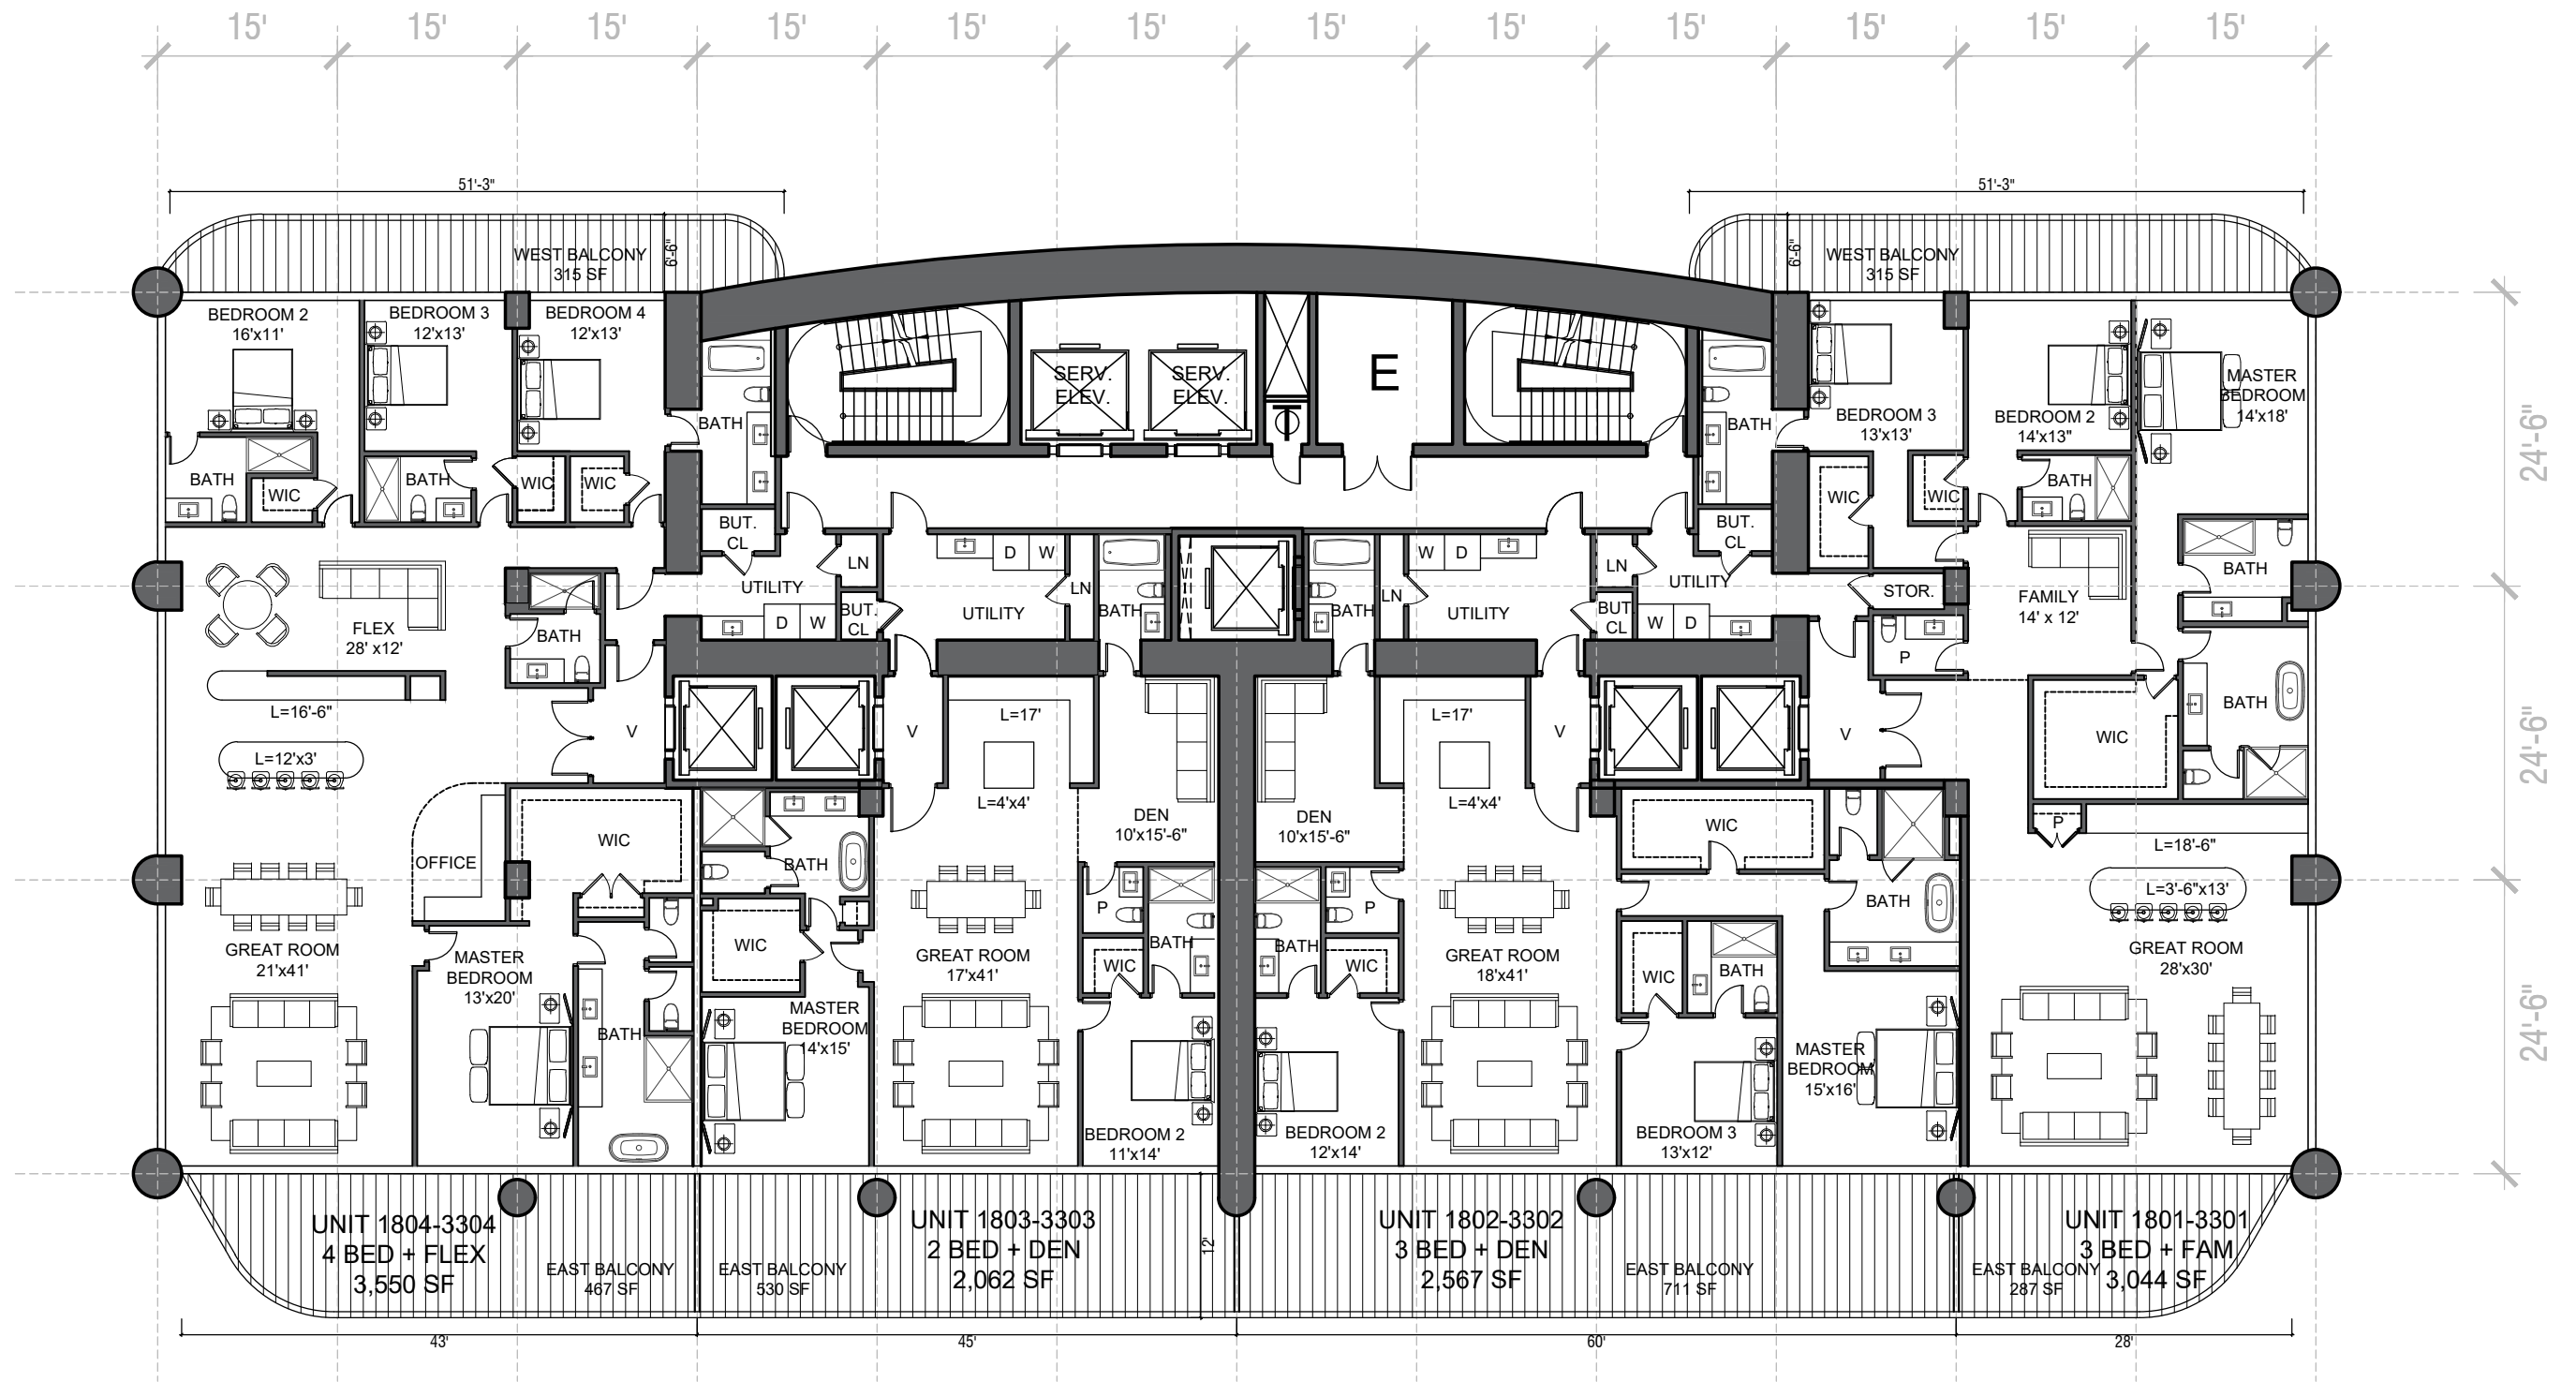 15' 15' 15' 15' 15' 15' 15' 15' 15' 15' 15' 15'
51'-3"
51'-3"
WEST BALCONY
315 SF
6'-6"
6'-6"
WEST BALCONY
315 SF
BEDROOM 2
16'x11'
BEDROOM 3
12'x13'
BEDROOM 4
12'x13'
SERV.
ELEV.
SERV.
ELEV.
T
E
BEDROOM 3
13'x13'
BEDROOM 2
14'x13"
MASTER
BEDROOM
14'x18'
24'-6"
BATH
WIC
BATH
WIC
WIC
BATH
BATH
WIC
WIC
BATH
BUT.
CL
LN
UTILITY
D W
BUT.
CL
D W
UTILITY
LN
BATH
BATH
LN
W D
UTILITY
LN
BUT.
CL
BUT.
CL
UTILITY
W D
STOR.
P
FAMILY
14' x 12'
BATH
FLEX
28' x12'
BATH
L=16'-6"
L=12'x3'
V
V
L=17'
L=4'x4'
DEN
10'x15'-6"
DEN
10'x15'-6"
L=17'
L=4'x4'
V
V
WIC
BATH
24'-6"
OFFICE
WIC
BATH
WIC
P
L=18'-6"
L=3'-6"x13'
BATH
GREAT ROOM
21'x41'
MASTER
BEDROOM
13'x20'
BATH
WIC
MASTER
BEDROOM
14'x15'
GREAT ROOM
17'x41'
P
BATH
WIC
BEDROOM 2
11'x14'
P
BATH
WIC
BEDROOM 2
12'x14'
GREAT ROOM
18'x41'
WIC
BATH
BEDROOM 3
13'x12'
MASTER
BEDROOM
15'x16'
GREAT ROOM
28'x30'
24'-6"
UNIT 1804-3304
4 BED + FLEX
3,550 SF
EAST BALCONY
467 SF
EAST BALCONY
530 SF
UNIT 1803-3303
2 BED + DEN
2,062 SF
12'
UNIT 1802-3302
3 BED + DEN
2,567 SF
EAST BALCONY
711 SF
EAST BALCONY
287 SF
UNIT 1801-3301
3 BED + FAM
3,044 SF
43'
45'
60'
28'